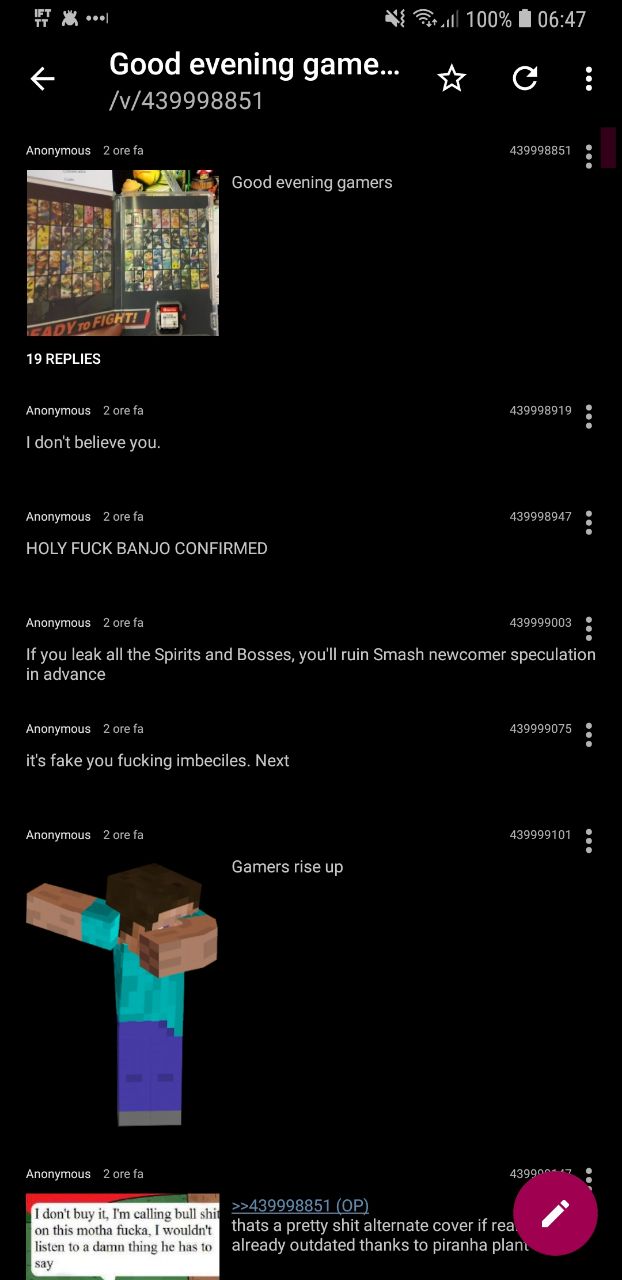 IFT
TT
100%
06:47
Good evening game...
/v/439998851
Anonymous 2 ore fa 439998851
Good evening gamers
EADY TO FIGHT!
19 REPLIES
Anonymous 2 ore fa 439998919
I don't believe you.
Anonymous 2 ore fa 439998947
HOLY FUCK BANJO CONFIRMED
Anonymous 2 ore fa 439999003
If you leak all the Spirits and Bosses, you'll ruin Smash newcomer speculation
in advance
Anonymous 2 ore fa 439999075
it's fake you fucking imbeciles. Next
Anonymous 2 ore fa 439999101
Gamers rise up
Anonymous 2 ore fa
I don't buy it, I'm calling bull shit
on this motha fucka, I wouldn't
listen to a damn thing he has to
say
>>439998851 (OP)
thats a pretty shit alternate cover if rea
already outdated thanks to piranha plant